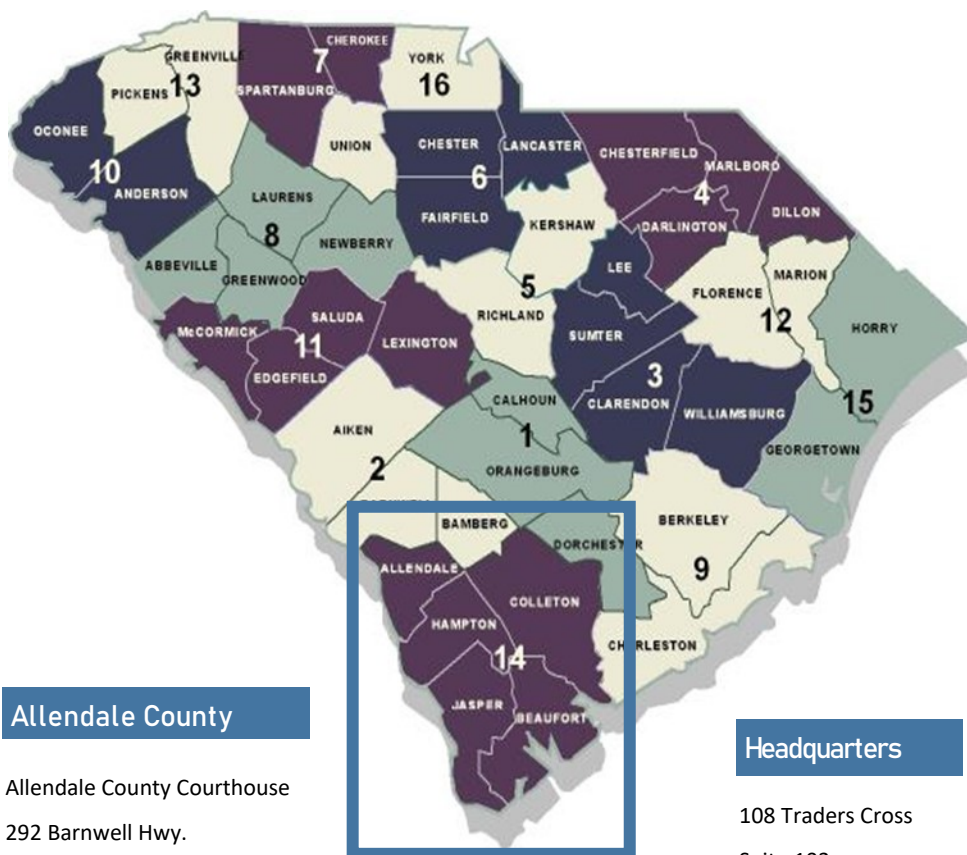 CHEROKEE
GREENVILLE
7
YORK
16
PICKENS
13
SPARTANBURG
OCONEE
UNION
CHESTER
LANCASTER
CHESTERFIELD
MARLBORO
10
6
4
ANDERSON
LAURENS
DILLON
FAIRFIELD
KERSHAW
DARLINGTON
8
NEWBERRY
ABBEVILLE
GREENWOOD
LEE
MARION
5
FLORENCE
RICHLAND
12
HORRY
McCORMICK
SALUDA
SUMTER
11
LEXINGTON
EDGEFIELD
3
CALHOUN
CLARENDON
WILLIAMSBURG
15
AIKEN
1
GEORGETOWN
2
ORANGEBURG
BAMBERG
BERKELEY
DORCHESTER
ALLENDALE
9
COLLETON
HAMPTON
CHARLESTON
14
JASPER
BEAUFORT
Allendale County
Allendale County Courthouse
292 Barnwell Hwy.
Headquarters
108 Traders Cross